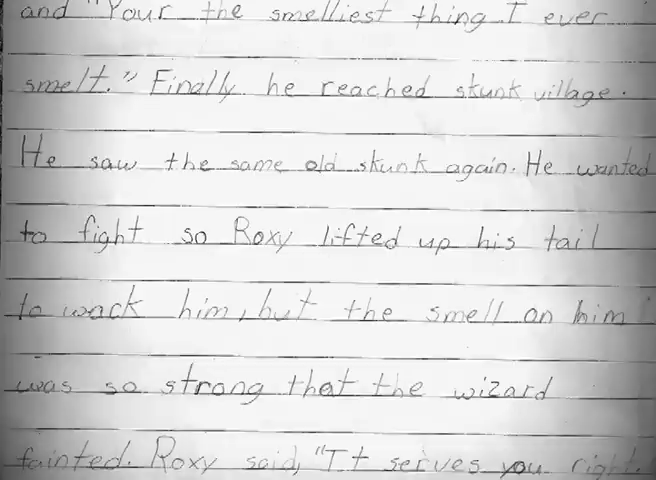 and "Your the smelliest thing I ever
smelt." Finally he reached skunk village.
He saw the same old skunk again. He wanted
to fight so Roxy lifted up his tail
to wack him, but the smell on him
was so strong that the wizard
fainted. Roxy said, "It serves you right.